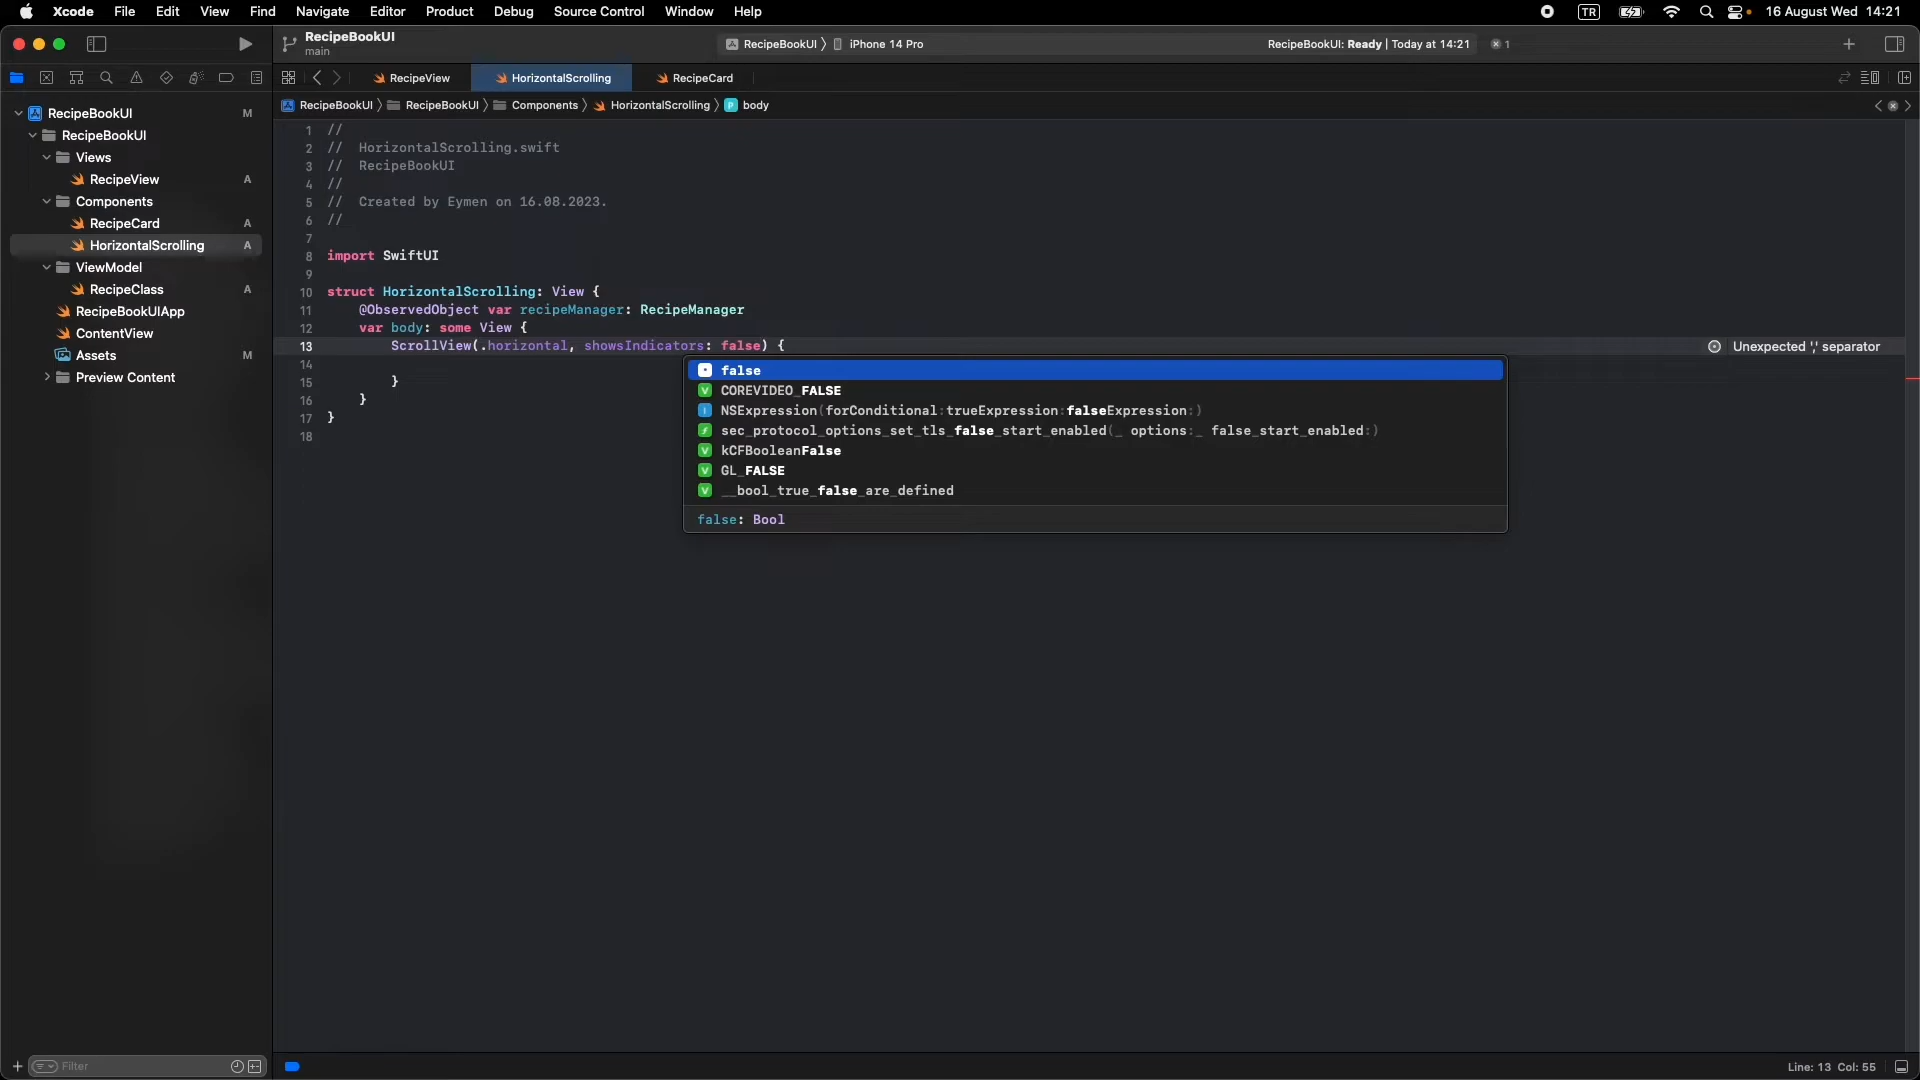 Xcode File Edit View Find Navigate Editor Product Debug Source Control Window Help TR 16 August Wed 14:21
RecipeBookUI
main
RecipeBookUI 〉 iPhone 14 Pro
RecipeBookUI: Ready | Today at 14:21
1
RecipeView HorizontalScrolling RecipeCard
RecipeBookUI 〉 RecipeBookUI 〉 Components 〉 HorizontalScrolling 〉 P body
RecipeBookUI M
RecipeBookUI
Views
RecipeView A
Components
RecipeCard A
HorizontalScrolling A
ViewModel
RecipeClass A
RecipeBookUIApp
ContentView
Assets M
Preview Content
Filter
1 //
2 // HorizontalScrolling.swift
3 // RecipeBookUI
4 //
5 // Created by Eymen on 16.08.2023.
6 //
7
8 import SwiftUI
9
10 struct HorizontalScrolling: View {
11 @ObservedObject var recipeManager: RecipeManager
12 var body: some View {
13 ScrollView(.horizontal, showsIndicators: false) {
Unexpected ',' separator
14
15 }
16 }
17 }
18
false
V COREVIDEO_FALSE
I NSExpression(forConditional:trueExpression:falseExpression:)
f sec_protocol_options_set_tls_false_start_enabled(_ options:_ false_start_enabled:)
V kCFBooleanFalse
V GL_FALSE
V __bool_true_false_are_defined
false: Bool
Line: 13 Col: 55